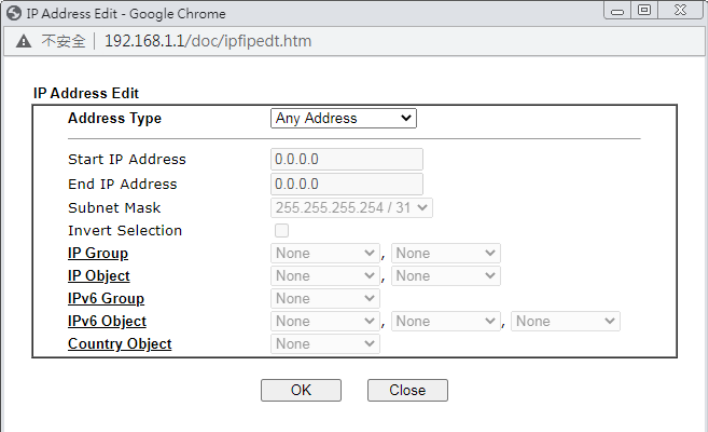 IP Address Edit - Google Chrome
不安全 | 192.168.1.1/doc/ipfipedt.htm
IP Address Edit
Address Type Any Address
Start IP Address 0.0.0.0
End IP Address 0.0.0.0
Subnet Mask 255.255.255.254 / 31
Invert Selection
IP Group None , None
IP Object None , None
IPv6 Group None
IPv6 Object None , None , None
Country Object None
OK Close